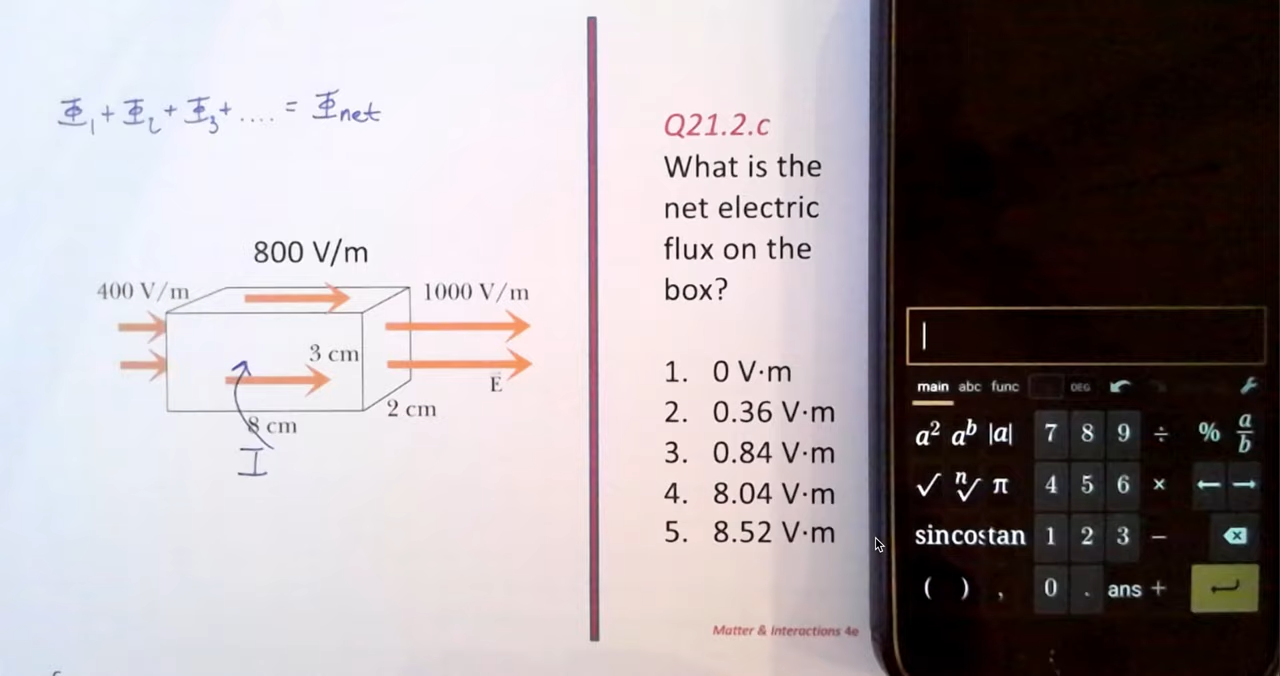 Φ₁ + Φ₂ + Φ₃ + .... = Φnet
800 V/m
400 V/m
1000 V/m
3 cm
E
2 cm
8 cm
I
Q21.2.c
What is the
net electric
flux on the
box?
1. 0 V·m
2. 0.36 V·m
3. 0.84 V·m
4. 8.04 V·m
5. 8.52 V·m
Matter & Interactions 4e
main abc func DEG
a² aᵇ |a| 7 8 9 ÷ % a/b
√ ⁿ√ π 4 5 6 × ← →
sin cos tan 1 2 3 −
( ) , 0 . ans +